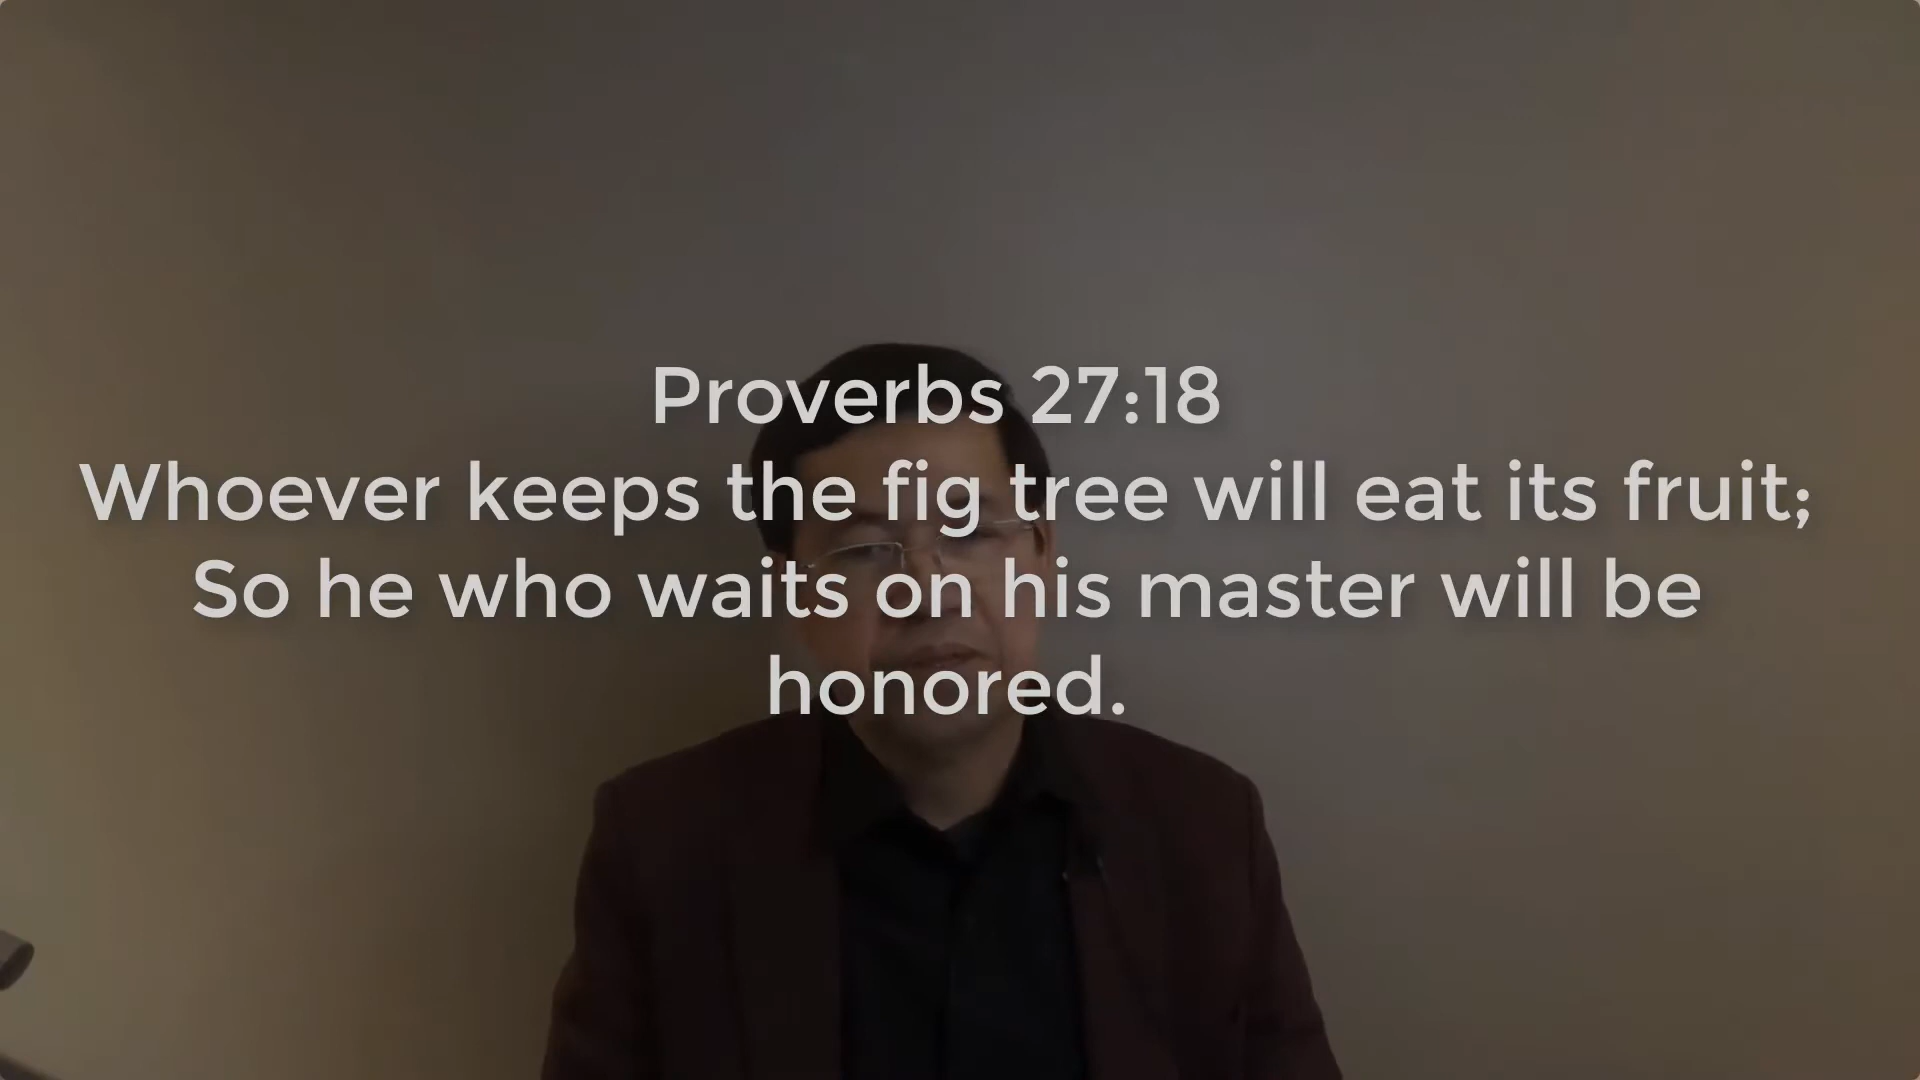 Proverbs 27:18
Whoever keeps the fig tree will eat its fruit;
So he who waits on his master will be
honored.